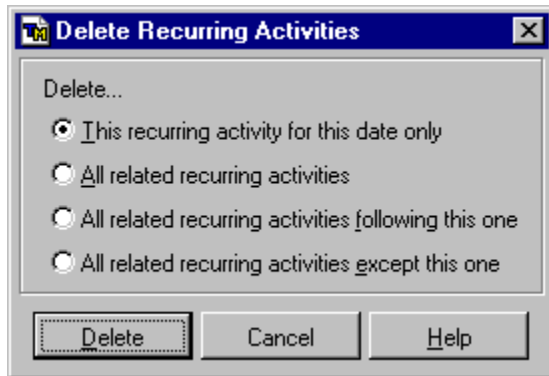 TM Delete Recurring Activities
Delete...
This recurring activity for this date only
All related recurring activities
All related recurring activities following this one
All related recurring activities except this one
Delete Cancel Help